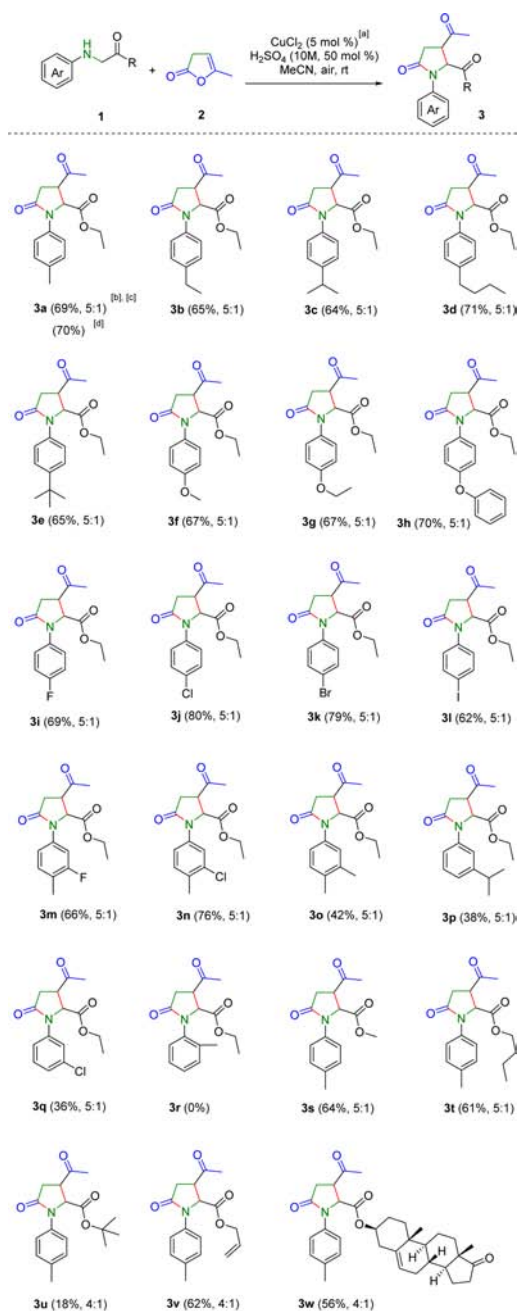 CuCl2 (5 mol %)[a]
H2SO4 (10M, 50 mol %)
MeCN, air, rt
H
N
O
R
Ar
+
O
O
O
O
N
O
R
Ar
1
2
3
O
O
N
O
O
O
O
N
O
O
O
O
N
O
O
O
O
N
O
O
3a (69%, 5:1) [b], [c]
(70%) [d]
3b (65%, 5:1)
3c (64%, 5:1)
3d (71%, 5:1)
O
O
N
O
O
O
O
N
O
O
O
O
O
N
O
O
O
O
O
N
O
O
O
3e (65%, 5:1)
3f (67%, 5:1)
3g (67%, 5:1)
3h (70%, 5:1)
O
O
N
O
O
F
O
O
N
O
O
Cl
O
O
N
O
O
Br
O
O
N
O
O
I
3i (69%, 5:1)
3j (80%, 5:1)
3k (79%, 5:1)
3l (62%, 5:1)
O
O
N
O
O
F
O
O
N
O
O
Cl
O
O
N
O
O
O
O
N
O
O
3m (66%, 5:1)
3n (76%, 5:1)
3o (42%, 5:1)
3p (38%, 5:1)
O
O
N
O
O
Cl
O
O
N
O
O
O
O
N
O
O
O
O
N
O
O
3q (36%, 5:1)
3r (0%)
3s (64%, 5:1)
3t (61%, 5:1)
O
O
N
O
O
O
O
N
O
O
O
O
N
O
O
H
H
H
O
3u (18%, 4:1)
3v (62%, 4:1)
3w (56%, 4:1)